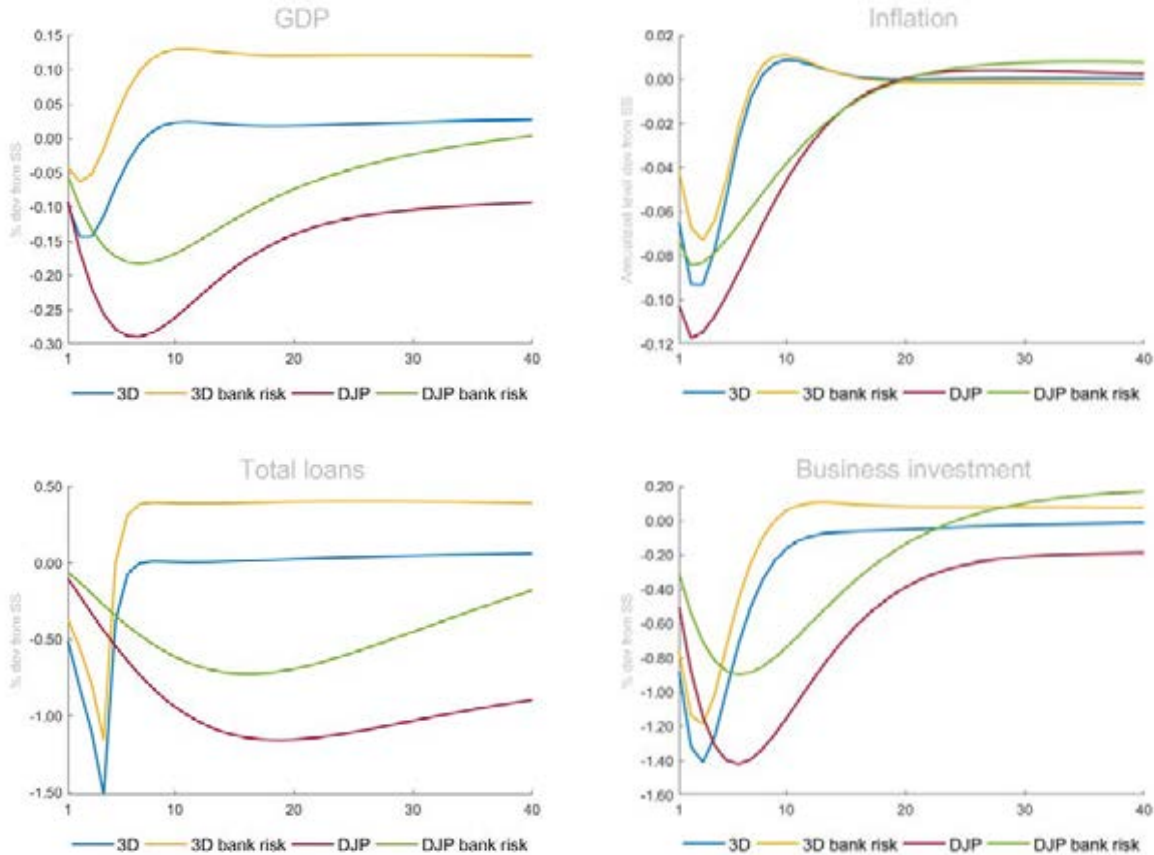 GDP
0.15
0.10
0.05
0.00
-0.05
-0.10
-0.15
-0.20
-0.25
-0.30
% dev from SS
1 10 20 30 40
3D 3D bank risk DJP DJP bank risk
Inflation
0.02
0.00
-0.02
-0.04
-0.06
-0.08
-0.10
-0.12
Annualized level dev from SS
1 10 20 30 40
3D 3D bank risk DJP DJP bank risk
Total loans
0.50
0.00
-0.50
-1.00
-1.50
% dev from SS
1 10 20 30 40
3D 3D bank risk DJP DJP bank risk
Business investment
0.20
0.00
-0.20
-0.40
-0.60
-0.80
-1.00
-1.20
-1.40
-1.60
% dev from SS
1 10 20 30 40
3D 3D bank risk DJP DJP bank risk